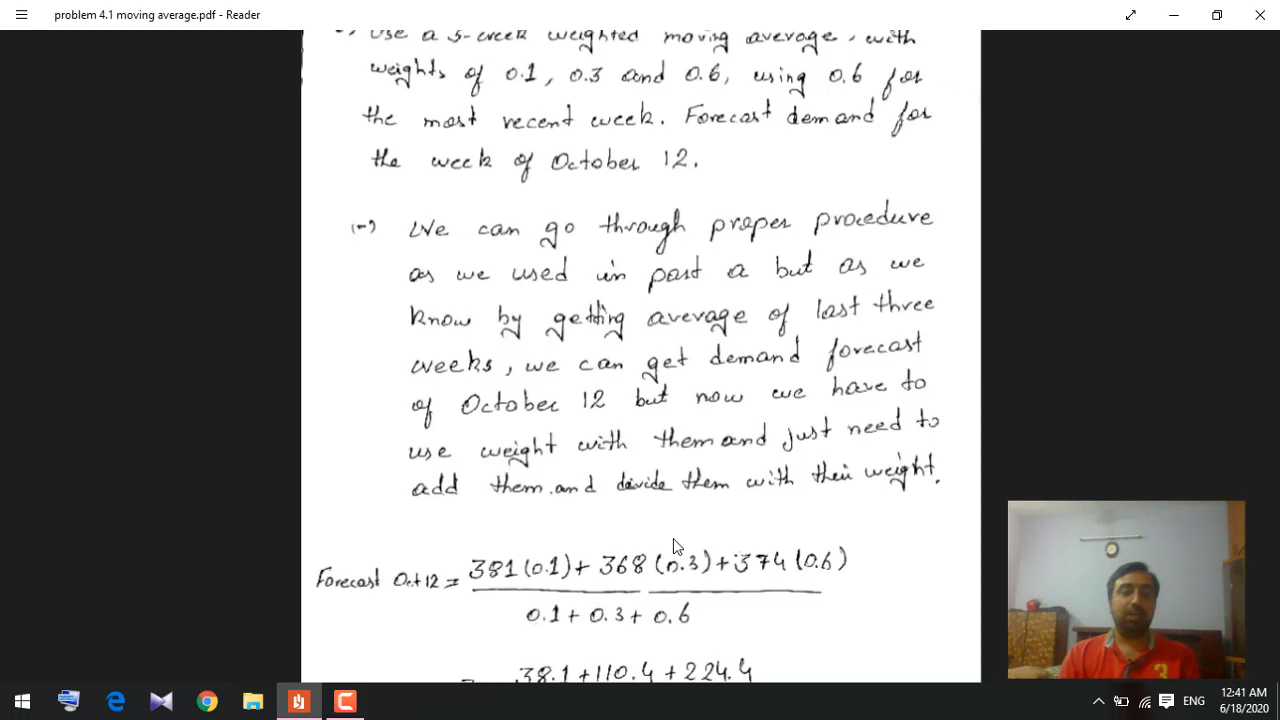 problem 4.1 moving average.pdf - Reader
Use a 3-week weighted moving average, with
weights of 0.1, 0.3 and 0.6, using 0.6 for
the most recent week. Forecast demand for
the week of October 12.
(-) We can go through proper procedure
as we used in past a but as we
know by getting average of last three
weeks, we can get demand forecast
of October 12 but now we have to
use weight with them and just need to
add them and devide them with their weight.
Forecast Oct 12 = 381(0.1)+ 368(0.3)+374(0.6)
0.1+ 0.3+ 0.6
= 38.1 +110.4 +224.4
3
ENG
12:41 AM
6/18/2020